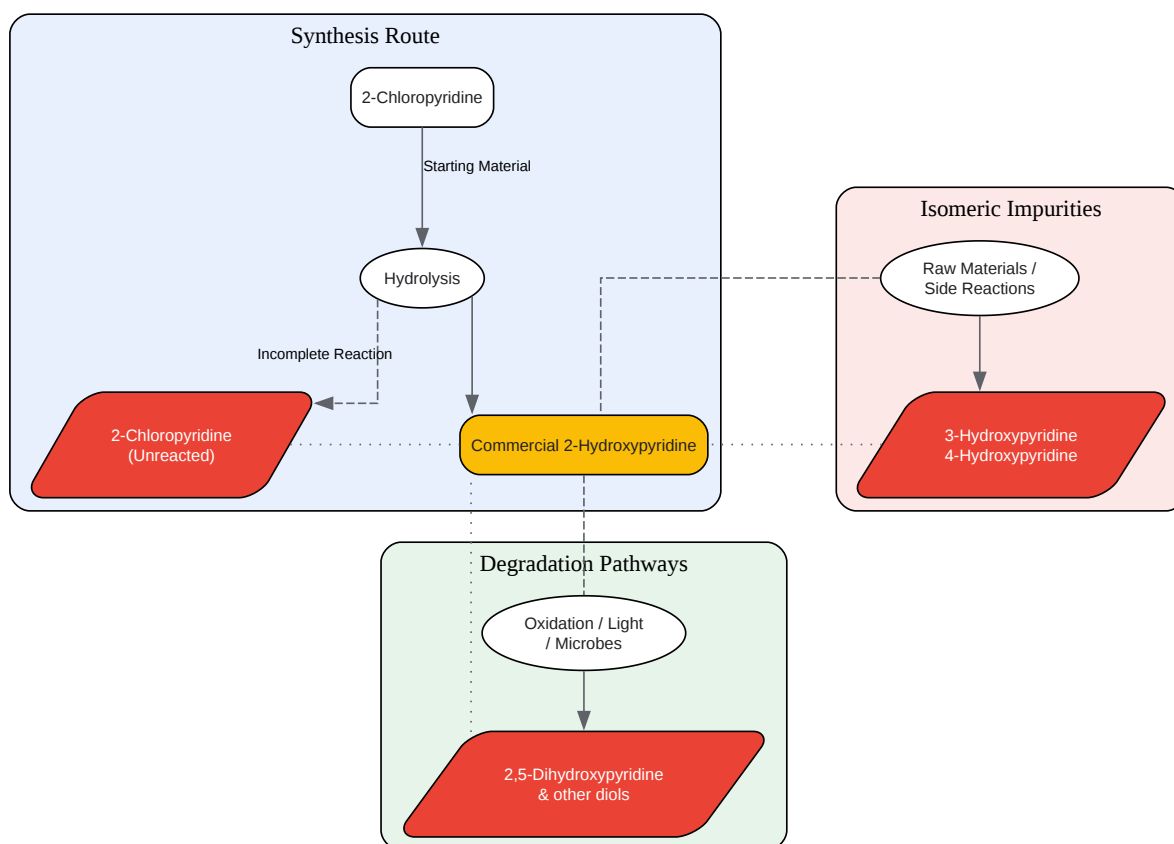 Synthesis Route
2-Chloropyridine
Starting Material
Isomeric Impurities
Raw Materials /
Side Reactions
Hydrolysis
Incomplete Reaction
2-Chloropyridine
(Unreacted)
Commercial 2-Hydroxypyridine
3-Hydroxypyridine
4-Hydroxypyridine
Degradation Pathways
Oxidation / Light
/ Microbes
2,5-Dihydroxypyridine
& other diols